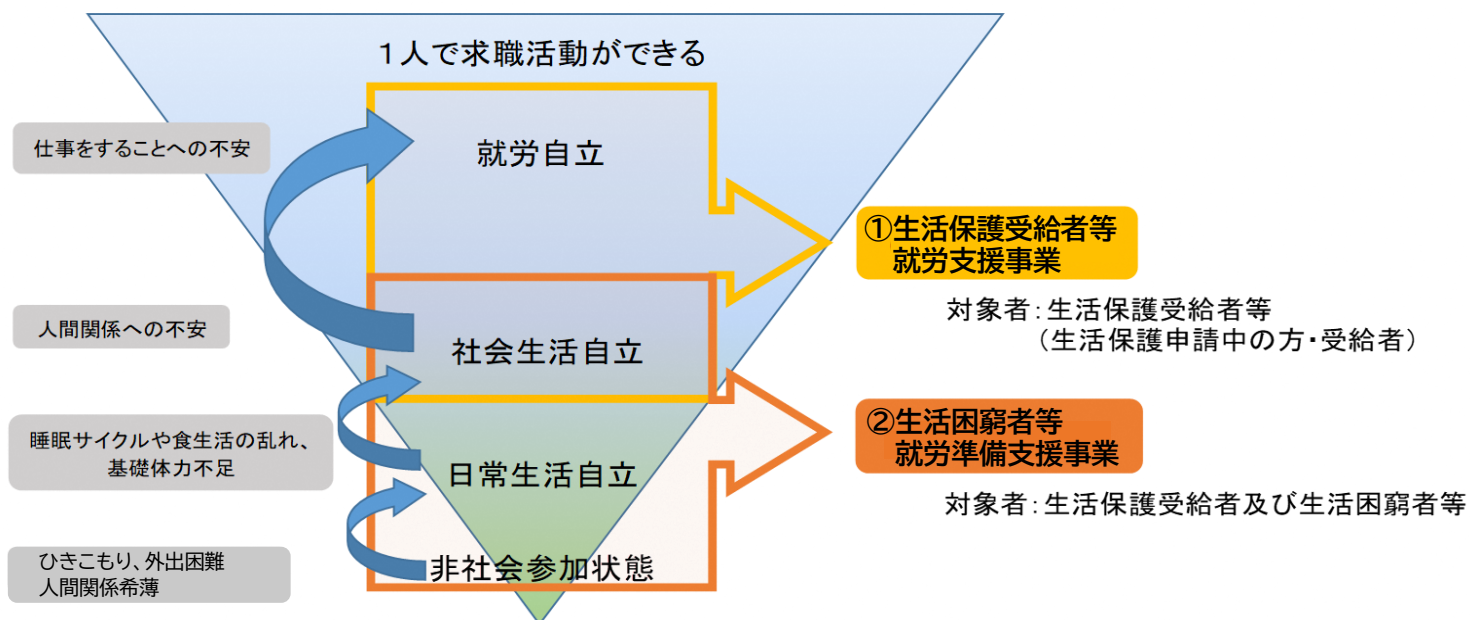 1人で求職活動ができる
仕事をすることへの不安
就労自立
①生活保護受給者等
就労支援事業
対象者：生活保護受給者等
（生活保護申請中の方・受給者）
人間関係への不安
社会生活自立
②生活困窮者等
就労準備支援事業
対象者：生活保護受給者及び生活困窮者等
睡眠サイクルや食生活の乱れ、
基礎体力不足
日常生活自立
ひきこもり、外出困難
人間関係希薄
非社会参加状態